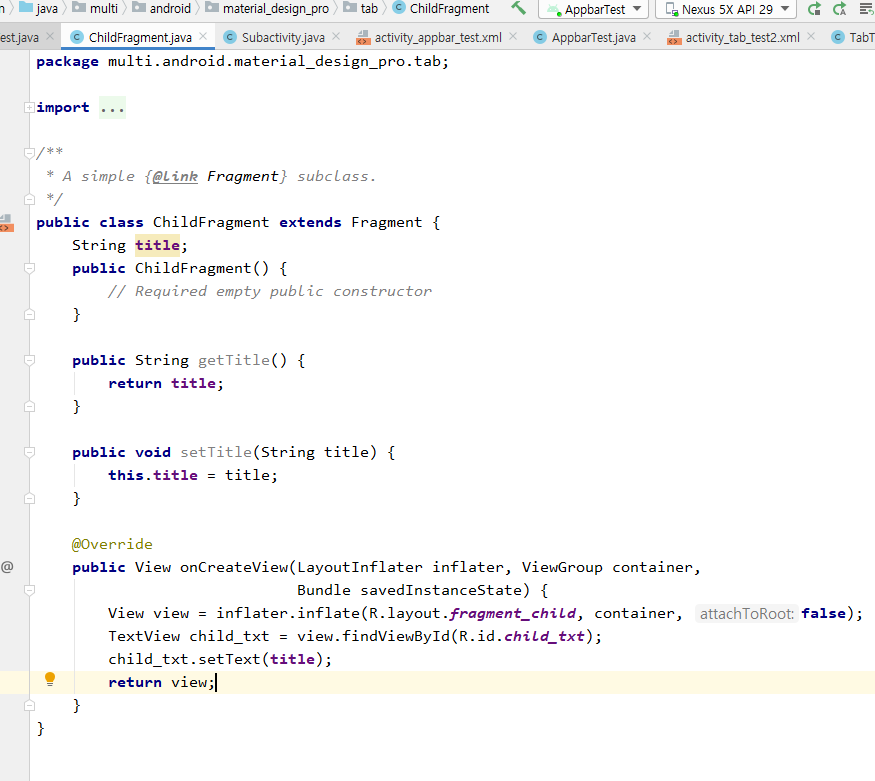 java multi android material_design_pro tab ChildFragment AppbarTest Nexus 5X API 29
est.java ChildFragment.java Subactivity.java activity_appbar_test.xml AppbarTest.java activity_tab_test2.xml TabT
package multi.android.material_design_pro.tab;
import ...
/**
* A simple {@link Fragment} subclass.
*/
public class ChildFragment extends Fragment {
String title;
public ChildFragment() {
// Required empty public constructor
}
public String getTitle() {
return title;
}
public void setTitle(String title) {
this.title = title;
}
@Override
public View onCreateView(LayoutInflater inflater, ViewGroup container,
Bundle savedInstanceState) {
View view = inflater.inflate(R.layout.fragment_child, container, attachToRoot: false);
TextView child_txt = view.findViewById(R.id.child_txt);
child_txt.setText(title);
return view;
}
}